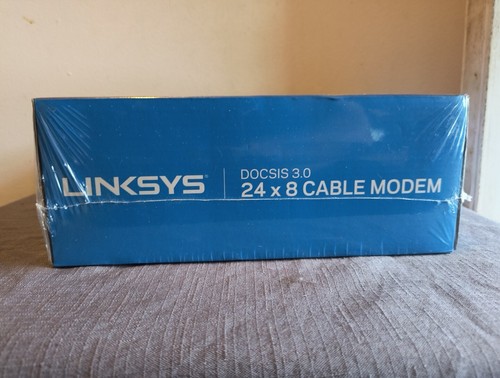 LINKSYS
DOCSIS 3.0
24 x 8 CABLE MODEM